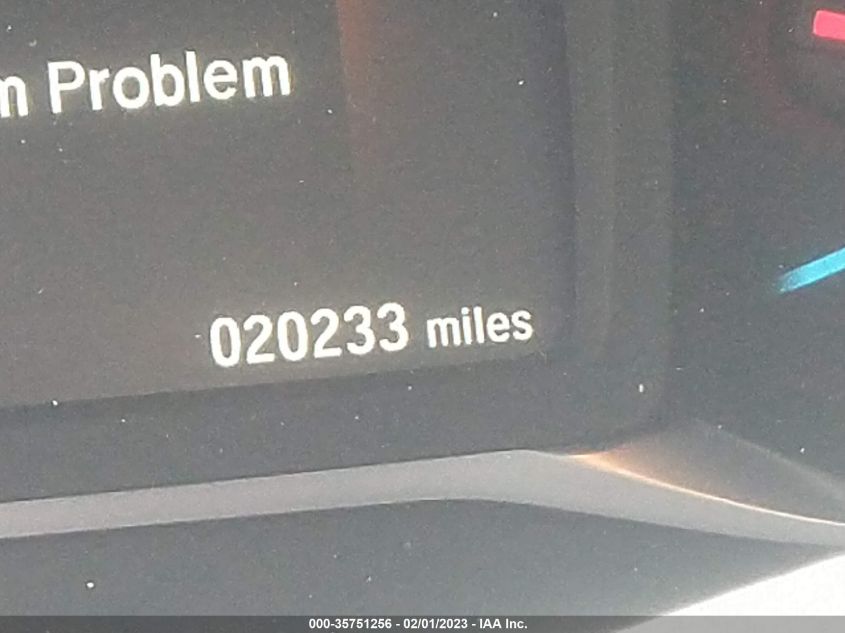 m Problem
020233 miles
000-35751256 - 02/01/2023 - IAA Inc.